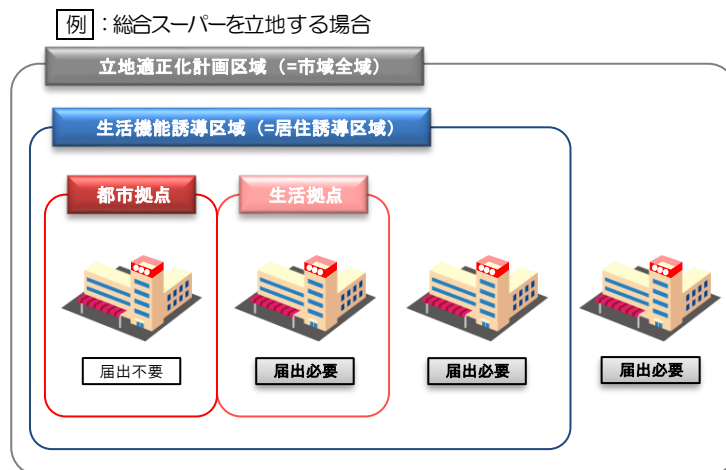 例：総合スーパーを立地する場合
立地適正化計画区域（=市域全域）
生活機能誘導区域（=居住誘導区域）
都市拠点
生活拠点
届出不要
届出必要
届出必要
届出必要